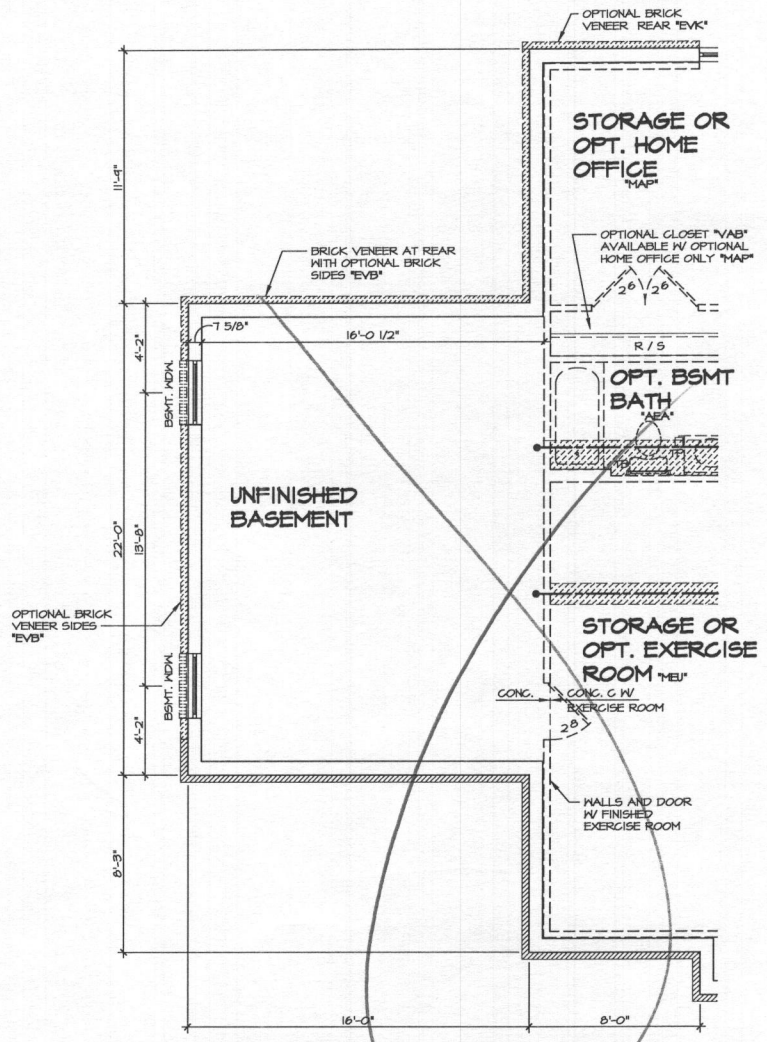 OPTIONAL BRICK
VENEER REAR "EVK"
STORAGE OR
OPT. HOME
OFFICE
"MAP"
11'-4"
OPTIONAL CLOSET "VAB"
AVAILABLE W/ OPTIONAL
HOME OFFICE ONLY "MAP"
BRICK VENEER AT REAR
WITH OPTIONAL BRICK
SIDES "EVB"
2⁶ 2⁶
7 5/8"
16'-0 1/2"
R / S
4'-2"
BSMT. WDW.
OPT. BSMT
BATH
"AEA"
UNFINISHED
BASEMENT
22'-0"
13'-8"
OPTIONAL BRICK
VENEER SIDES
"EVB"
STORAGE OR
OPT. EXERCISE
ROOM "MEU"
BSMT. WDW.
4'-2"
CONC.
CONC. C W/
EXERCISE ROOM
2⁸
WALLS AND DOOR
W/ FINISHED
EXERCISE ROOM
8'-3"
16'-0"
8'-0"